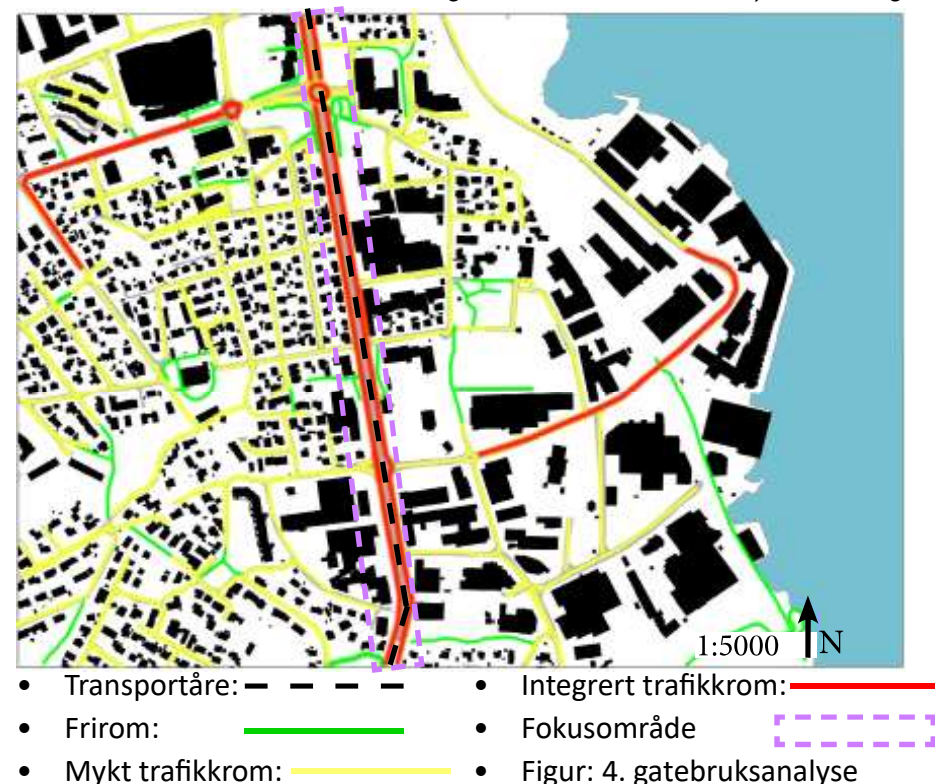 1:5000 N
• Transportåre:
• Integrert trafikkrom:
• Frirom:
• Fokusområde
• Mykt trafikkrom:
• Figur: 4. gatebruksanalyse